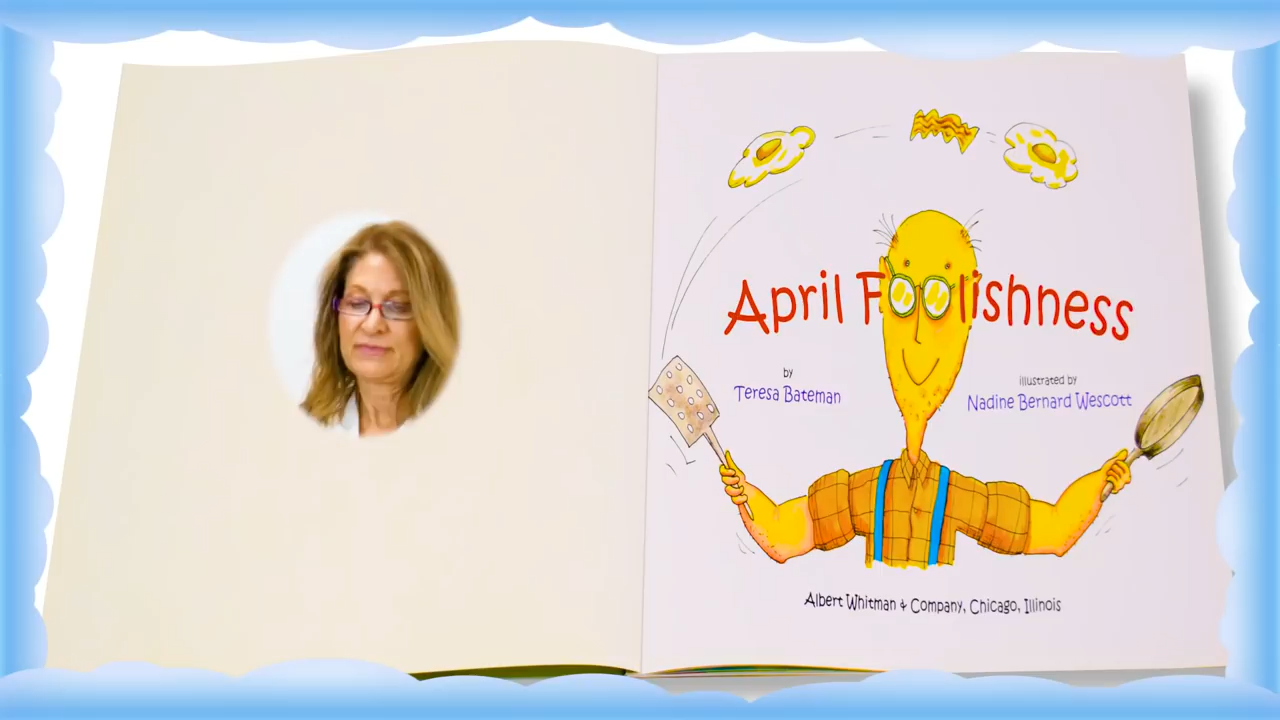 April Foolishness
by
Teresa Bateman
illustrated by
Nadine Bernard Wescott
Albert Whitman & Company, Chicago, Illinois